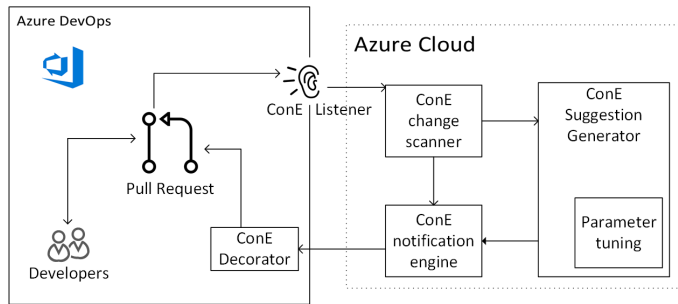 Azure DevOps
Pull Request
Developers
ConE
Decorator
ConE Listener
Azure Cloud
ConE
change
scanner
ConE
Suggestion
Generator
ConE
notification
engine
Parameter
tuning